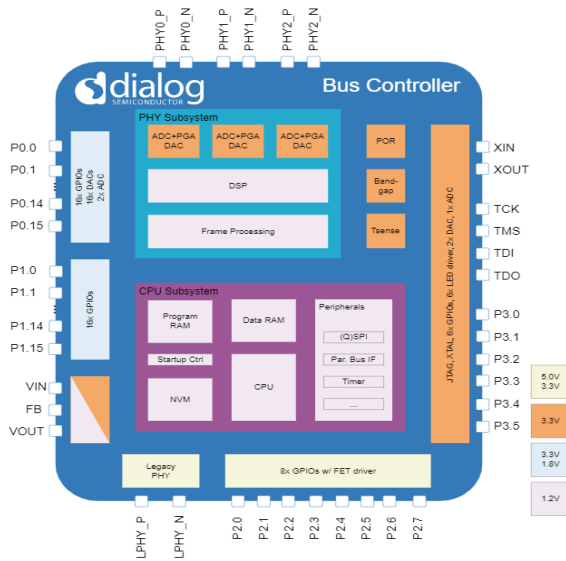 PHY0_P
PHY0_N
PHY1_P
PHY1_N
PHY2_P
PHY2_N
dialog
SEMICONDUCTOR
Bus Controller
PHY Subsystem
ADC+PGA
DAC
ADC+PGA
DAC
ADC+PGA
DAC
DSP
Frame Processing
POR
Band-
gap
Tsense
P0.0
P0.1
...
P0.14
P0.15
16x GPIOs
16x DACs
2x ADC
P1.0
P1.1
...
P1.14
P1.15
16x GPIOs
VIN
FB
VOUT
CPU Subsystem
Program
RAM
Startup Ctrl
NVM
Data RAM
CPU
Peripherals
(Q)SPI
Par. Bus IF
Timer
...
JTAG, XTAL, 6x GPIOs, 6x LED driver, 2x DAC, 1x ADC
XIN
XOUT
TCK
TMS
TDI
TDO
P3.0
P3.1
P3.2
P3.3
P3.4
P3.5
5.0V
3.3V
3.3V
3.3V
1.8V
1.2V
Legacy
PHY
8x GPIOs w/ FET driver
LPHY_P
LPHY_N
P2.0
P2.1
P2.2
P2.3
P2.4
P2.5
P2.6
P2.7